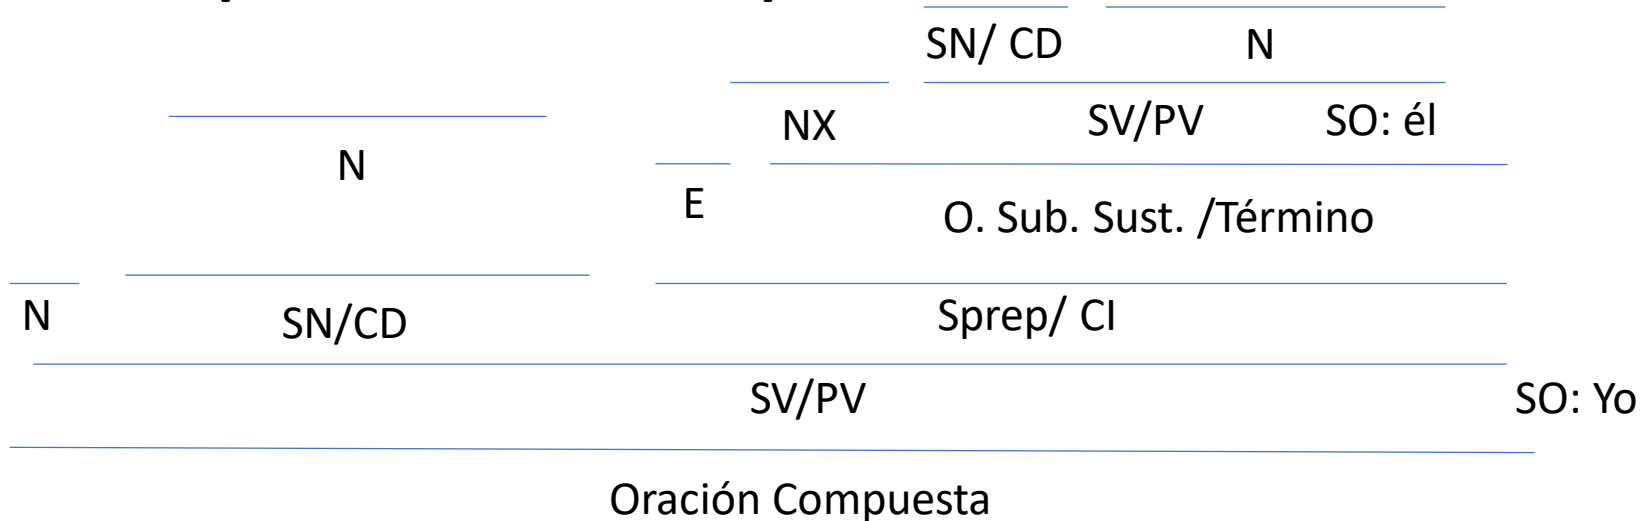 SN/ CD N
NX SV/PV SO: él
N
E O. Sub. Sust. /Término
N SN/CD Sprep/ CI
SV/PV SO: Yo
Oración Compuesta